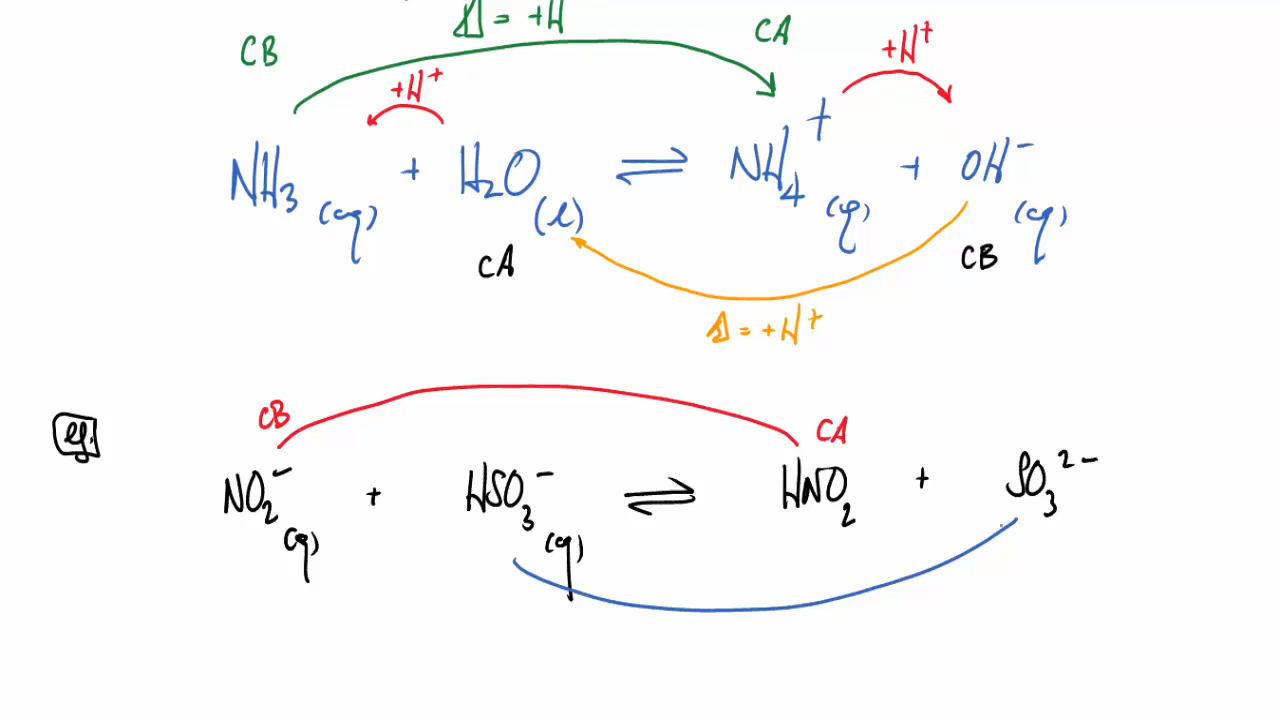 Δ = +H
CB CA +H⁺
+H⁺
NH₃ (aq) + H₂O (l) ⇌ NH₄⁺ (aq) + OH⁻ (aq)
CA CB
Δ = +H⁺
CB CA
eg. NO₂⁻ (aq) + HSO₃⁻ (aq) ⇌ HNO₂ + SO₃²⁻